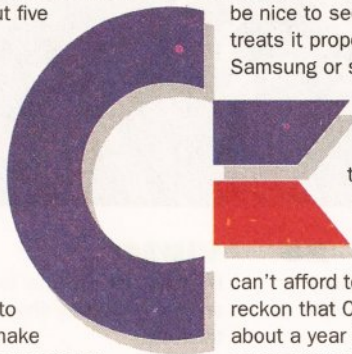 ut five
to
make
be nice to se
treats it prope
Samsung or s
t
can't afford to
reckon that C
about a year